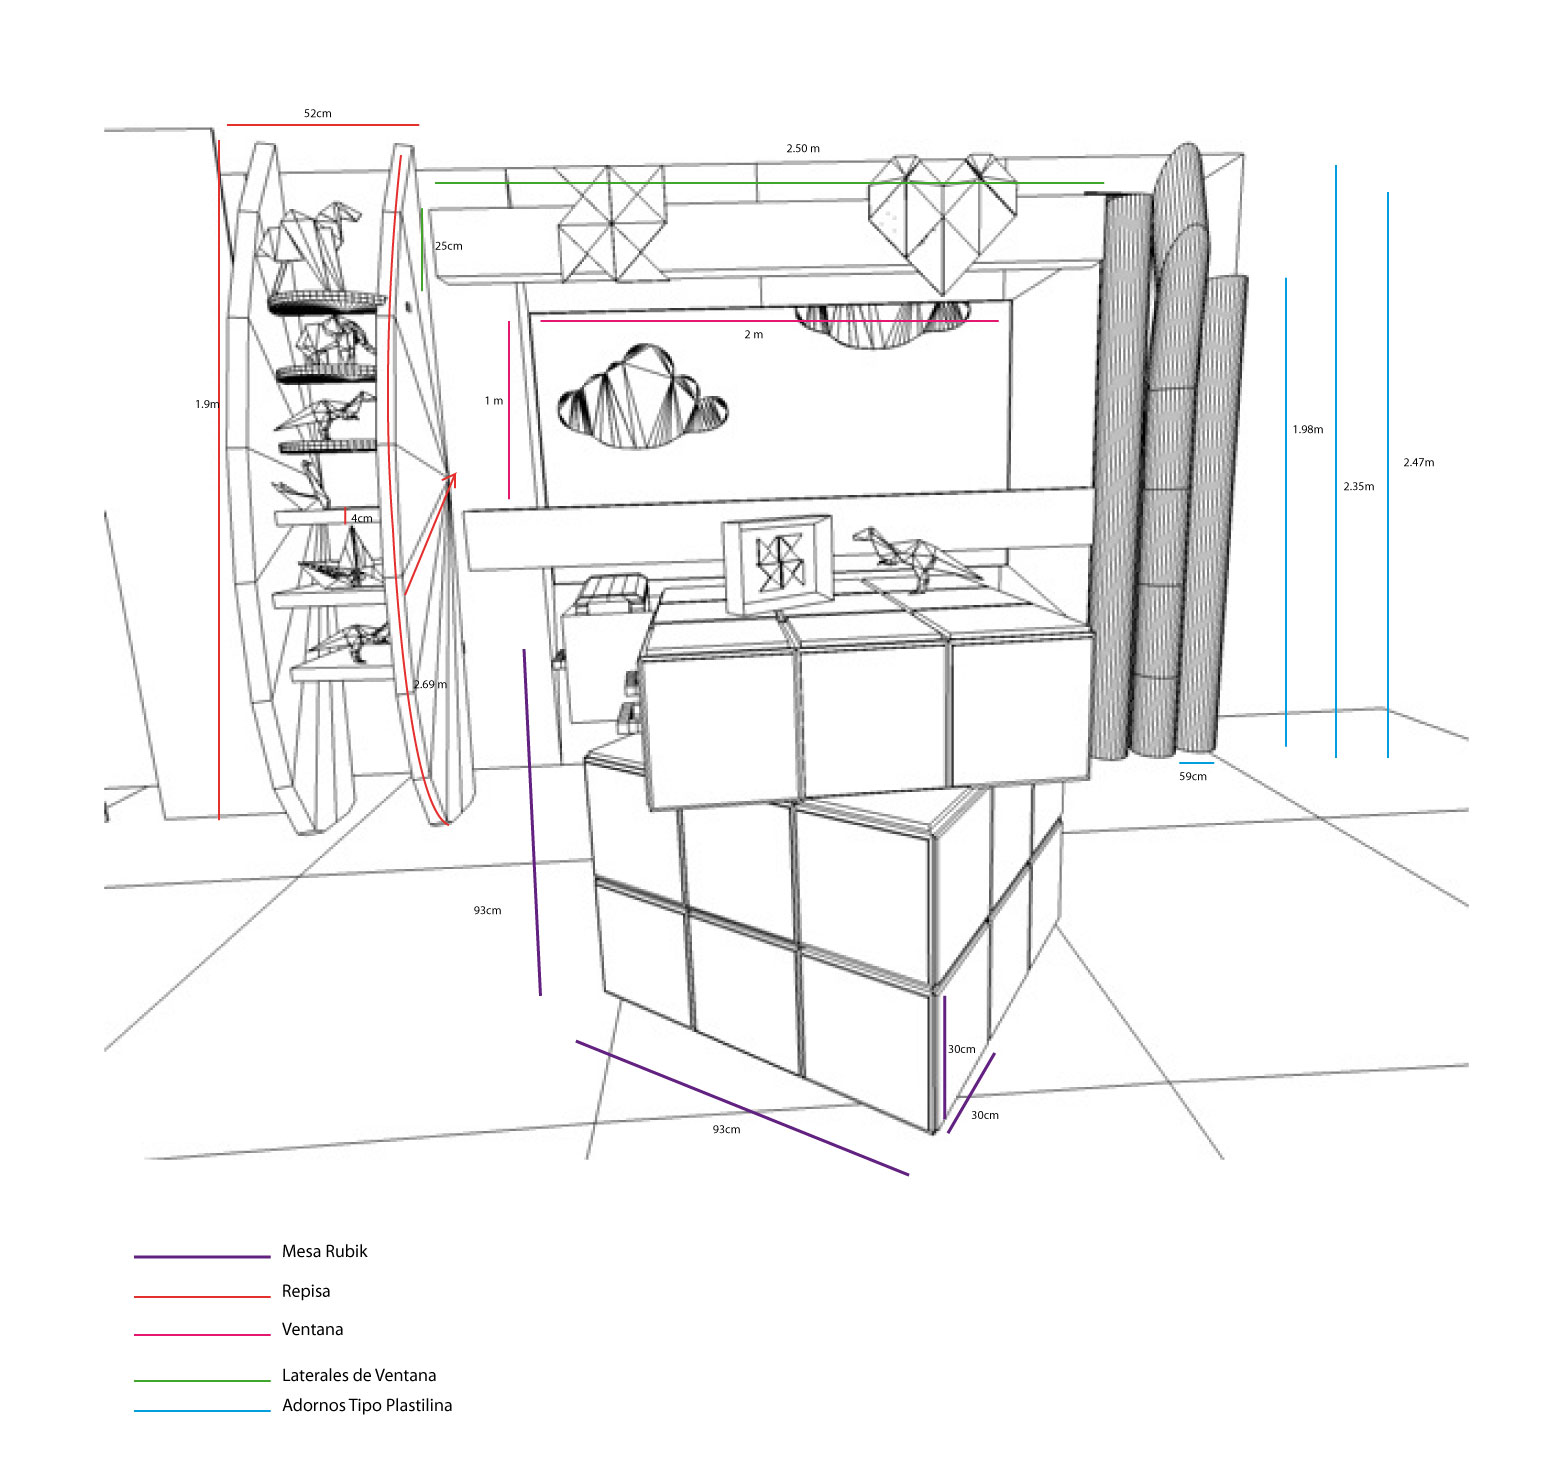 52cm
2.50 m
25cm
2 m
1.9m
1 m
1.98m
2.47m
2.35m
4cm
2.69 m
59cm
93cm
30cm
30cm
93cm
Mesa Rubik
Repisa
Ventana
Laterales de Ventana
Adornos Tipo Plastilina